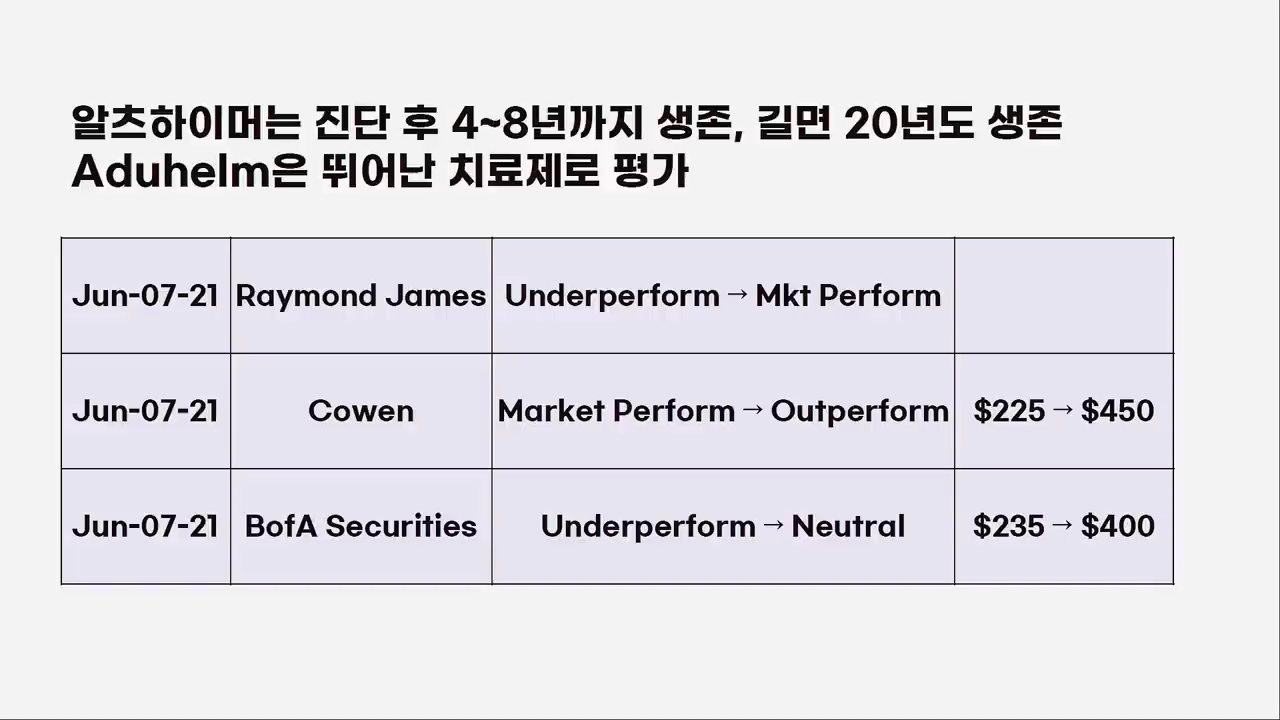 알츠하이머는 진단 후 4~8년까지 생존, 길면 20년도 생존
Aduhelm은 뛰어난 치료제로 평가
Jun-07-21 Raymond James Underperform → Mkt Perform
Jun-07-21 Cowen Market Perform → Outperform $225 → $450
Jun-07-21 BofA Securities Underperform → Neutral $235 → $400